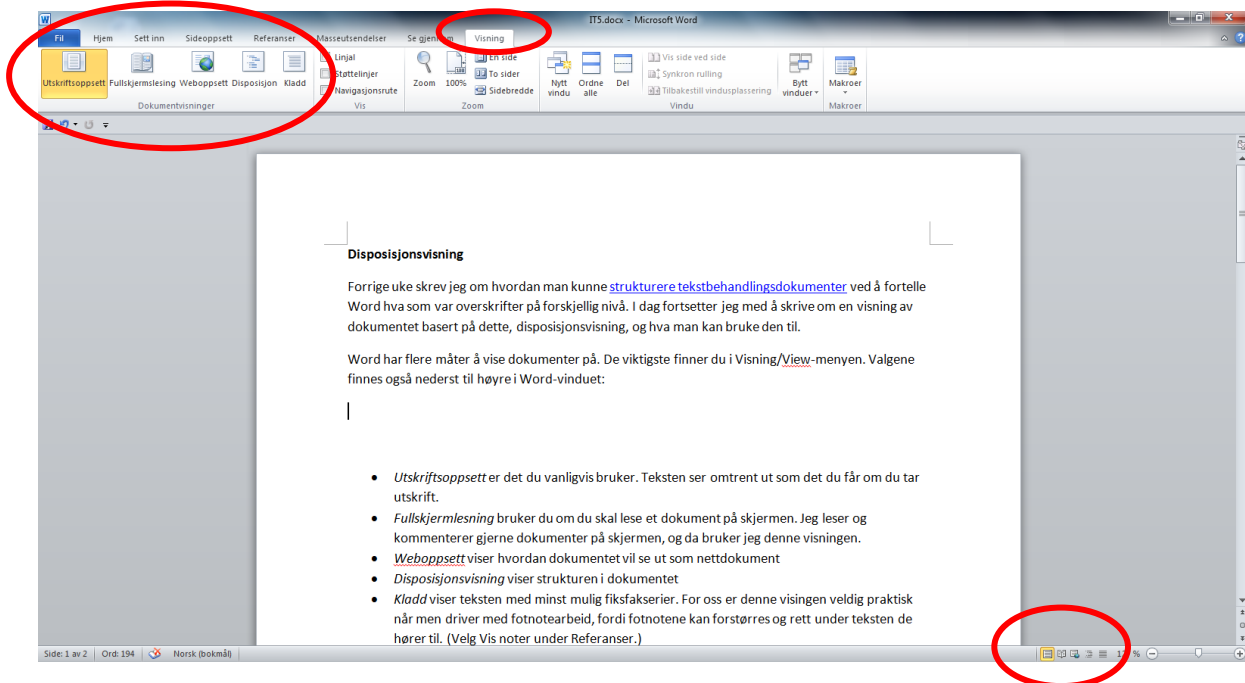 IT5.docx - Microsoft Word
Fil Hjem Sett inn Sideoppsett Referanser Masseutsendelser Se gjennom Visning
Utskriftsoppsett Fullskjermslesing Weboppsett Disposisjon Kladd
Dokumentvisninger
Linjal
Støttelinjer
Navigasjonsrute
Vis
Zoom 100%
En side
To sider
Sidebredde
Zoom
Nytt vindu
Ordne alle
Del
Vis side ved side
Synkron rulling
Tilbakestill vindusplassering
Bytt vinduer
Vindu
Makroer
Makroer
Disposisjonsvisning
Forrige uke skrev jeg om hvordan man kunne strukturere tekstbehandlingsdokumenter ved å fortelle
Word hva som var overskrifter på forskjellig nivå. I dag fortsetter jeg med å skrive om en visning av
dokumentet basert på dette, disposisjonsvisning, og hva man kan bruke den til.
Word har flere måter å vise dokumenter på. De viktigste finner du i Visning/View-menyen. Valgene
finnes også nederst til høyre i Word-vinduet:
• Utskriftsoppsett er det du vanligvis bruker. Teksten ser omtrent ut som det du får om du tar
utskrift.
• Fullskjermlesning bruker du om du skal lese et dokument på skjermen. Jeg leser og
kommenterer gjerne dokumenter på skjermen, og da bruker jeg denne visningen.
• Weboppsett viser hvordan dokumentet vil se ut som nettdokument
• Disposisjonsvisning viser strukturen i dokumentet
• Kladd viser teksten med minst mulig fiksfakserier. For oss er denne visingen veldig praktisk
når men driver med fotnotearbeid, fordi fotnotene kan forstørres og rett under teksten de
hører til. (Velg Vis noter under Referanser.)
Side: 1 av 2 Ord: 194 Norsk (bokmål)